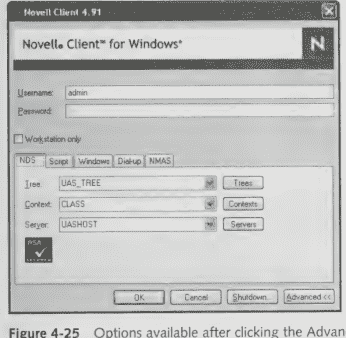 Novell Client 4.91
Novell® Client™ for Windows*
N
Username: admin
Password:
Workstation only
NDS Script Windows Dial-up NMAS
Tree: UAS_TREE Trees
Context: CLASS Contexts
Server: UASHOST Servers
RSA
OK Cancel Shutdown Advanced <<
Figure 4-25 Options available after clicking the Advan